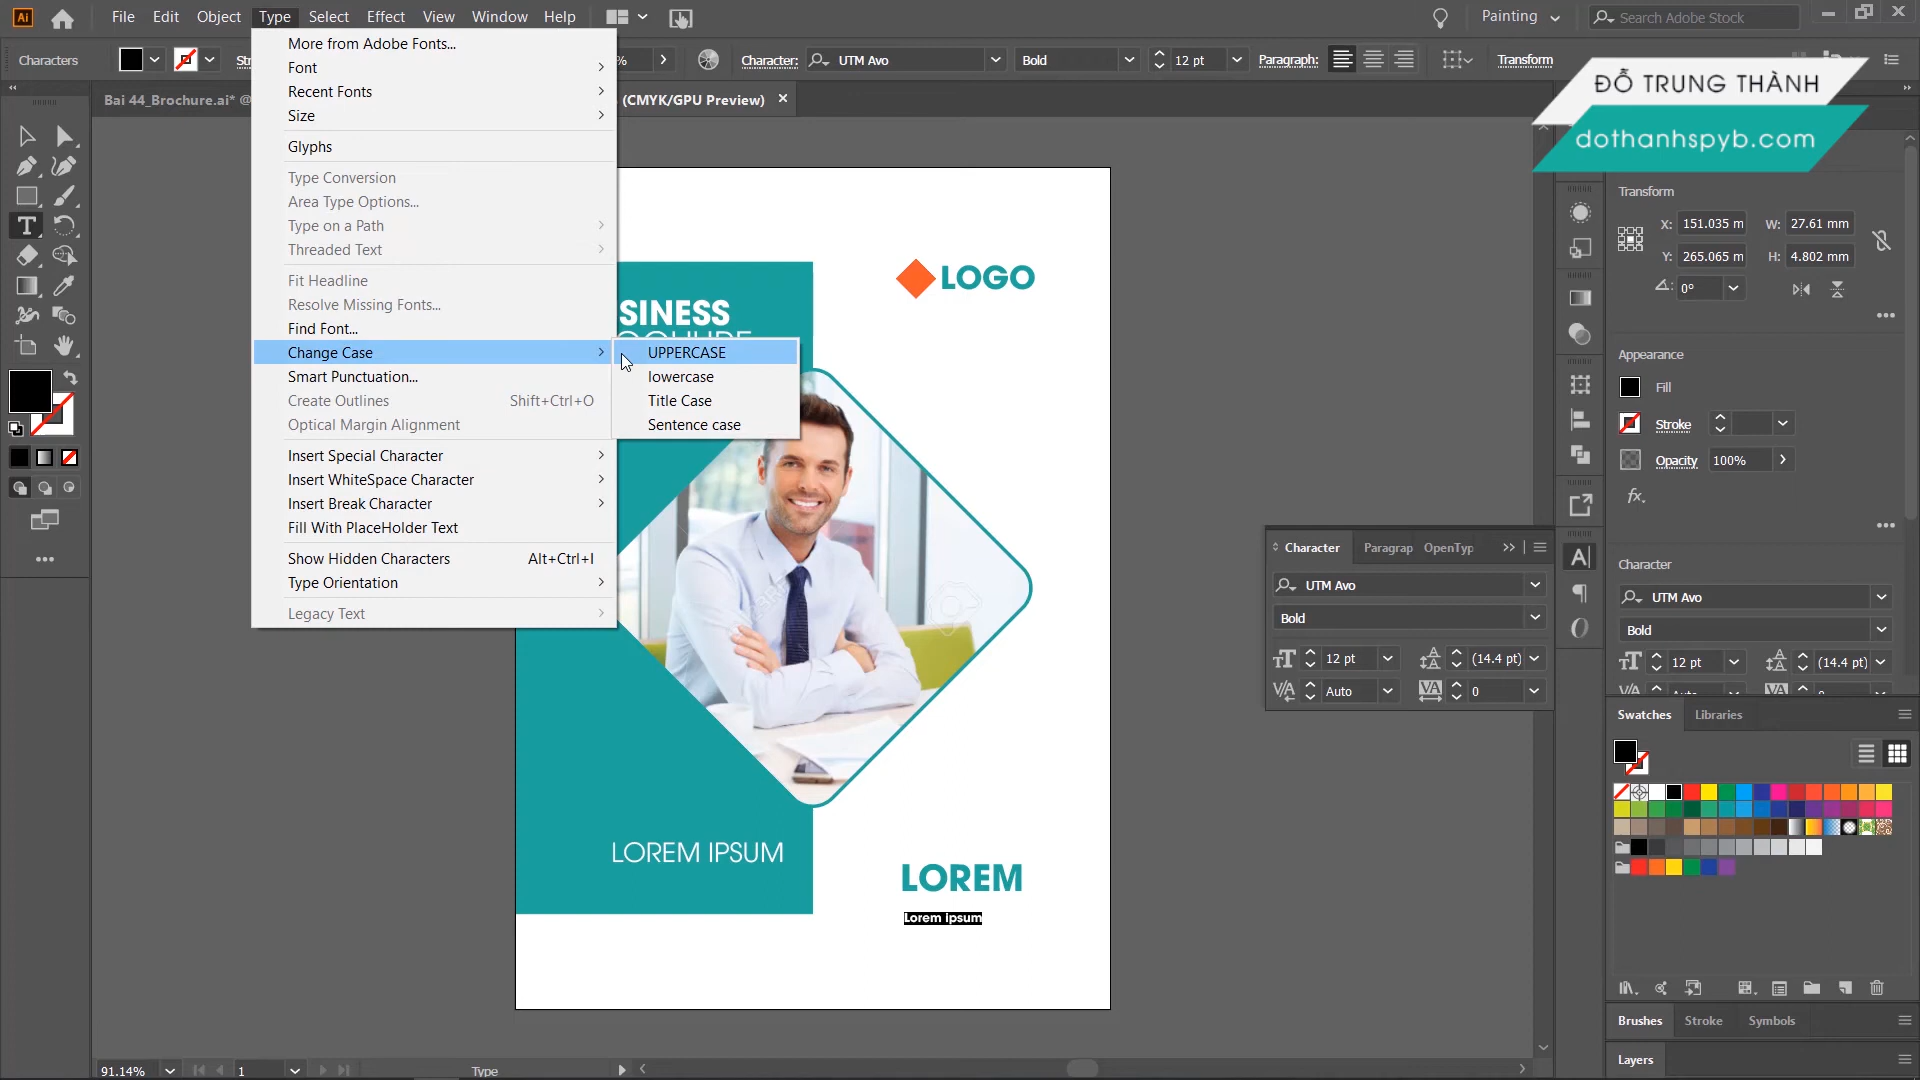 File Edit Object Type Select Effect View Window Help
Painting
Search Adobe Stock
Characters
Character:
UTM Avo
Bold
12 pt
Paragraph:
Transform
Bai 44_Brochure.ai* @
(CMYK/GPU Preview)
ĐỖ TRUNG THÀNH
dothanhspyb.com
More from Adobe Fonts...
Font
Recent Fonts
Size
Glyphs
Type Conversion
Area Type Options...
Type on a Path
Threaded Text
Fit Headline
Resolve Missing Fonts...
Find Font...
Change Case
Smart Punctuation...
Create Outlines Shift+Ctrl+O
Optical Margin Alignment
Insert Special Character
Insert WhiteSpace Character
Insert Break Character
Fill With PlaceHolder Text
Show Hidden Characters Alt+Ctrl+I
Type Orientation
Legacy Text
UPPERCASE
lowercase
Title Case
Sentence case
LOGO
SINESS
LOREM IPSUM
LOREM
Lorem ipsum
Character Paragrap OpenTyp
UTM Avo
Bold
12 pt (14.4 pt)
Auto 0
Transform
X: 151.035 m W: 27.61 mm
Y: 265.065 m H: 4.802 mm
0°
Appearance
Fill
Stroke
Opacity 100%
fx.
Character
UTM Avo
Bold
12 pt (14.4 pt)
Swatches Libraries
Brushes Stroke Symbols
Layers
91.14% 1 Type